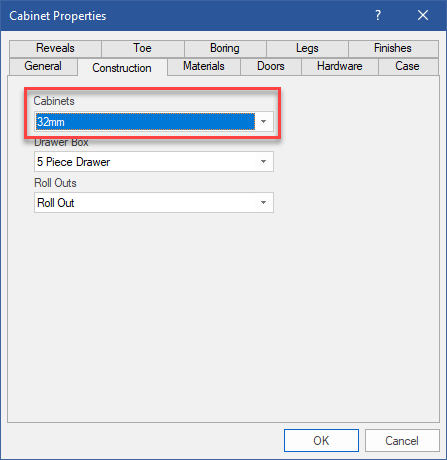 Cabinet Properties
Reveals Toe Boring Legs Finishes
General Construction Materials Doors Hardware Case
Cabinets
32mm
Drawer Box
5 Piece Drawer
Roll Outs
Roll Out
OK Cancel